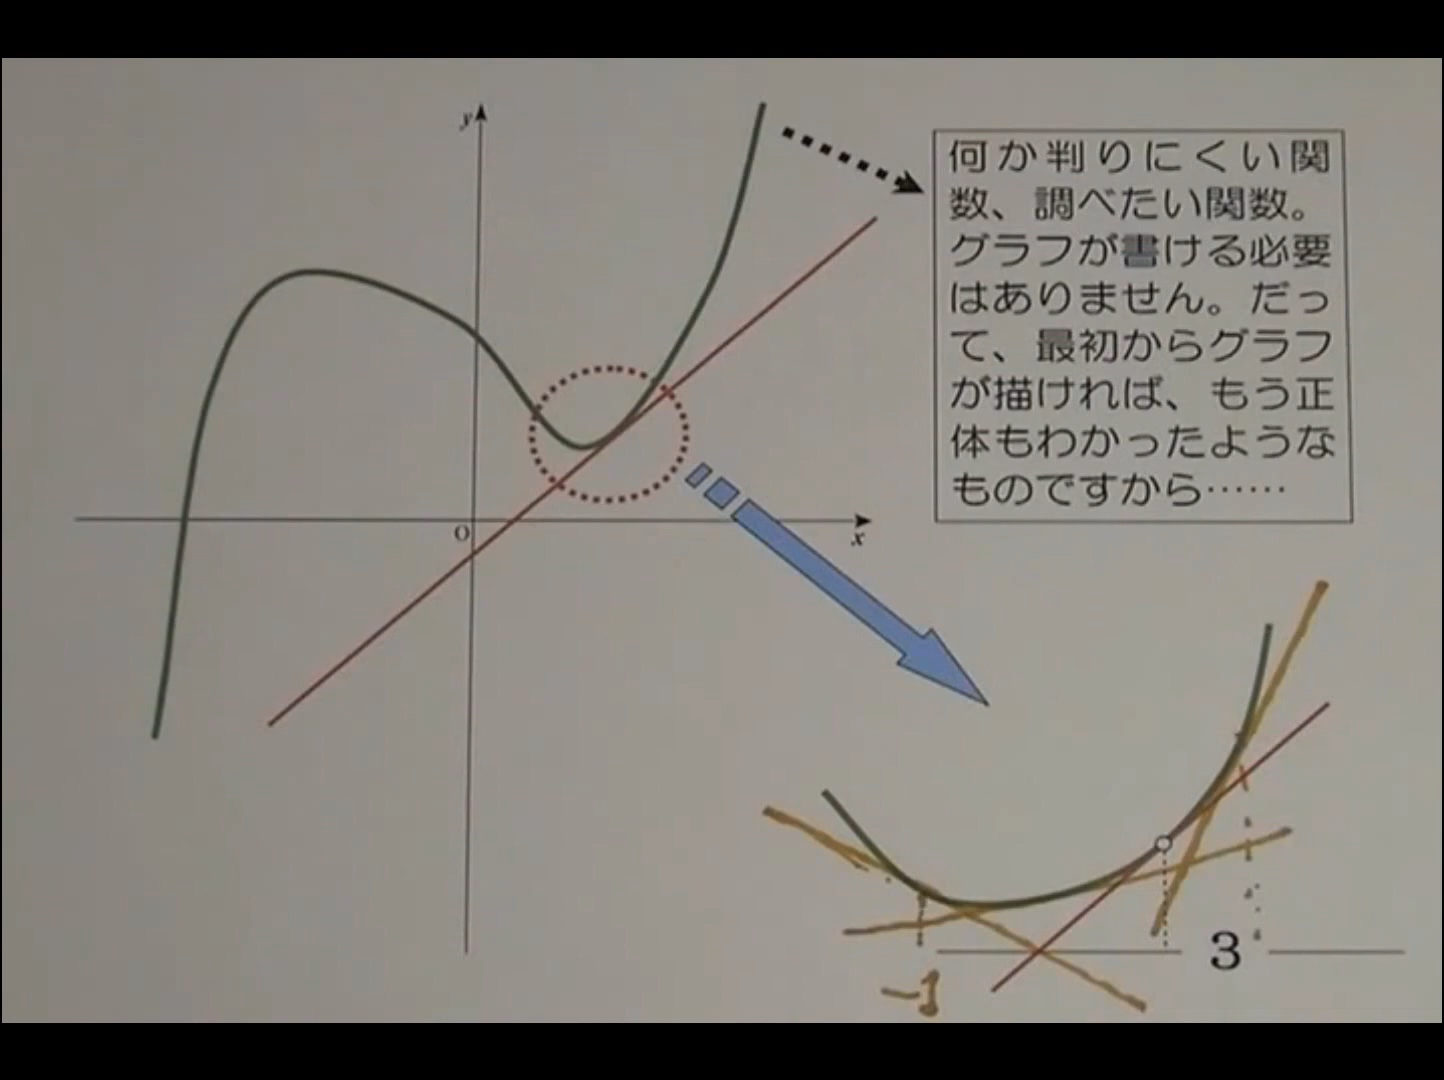 y
何か判りにくい関
数、調べたい関数。
グラフが書ける必要
はありません。だっ
て、最初からグラフ
が描ければ、もう正
体もわかったような
ものですから……
O
x
3
-1